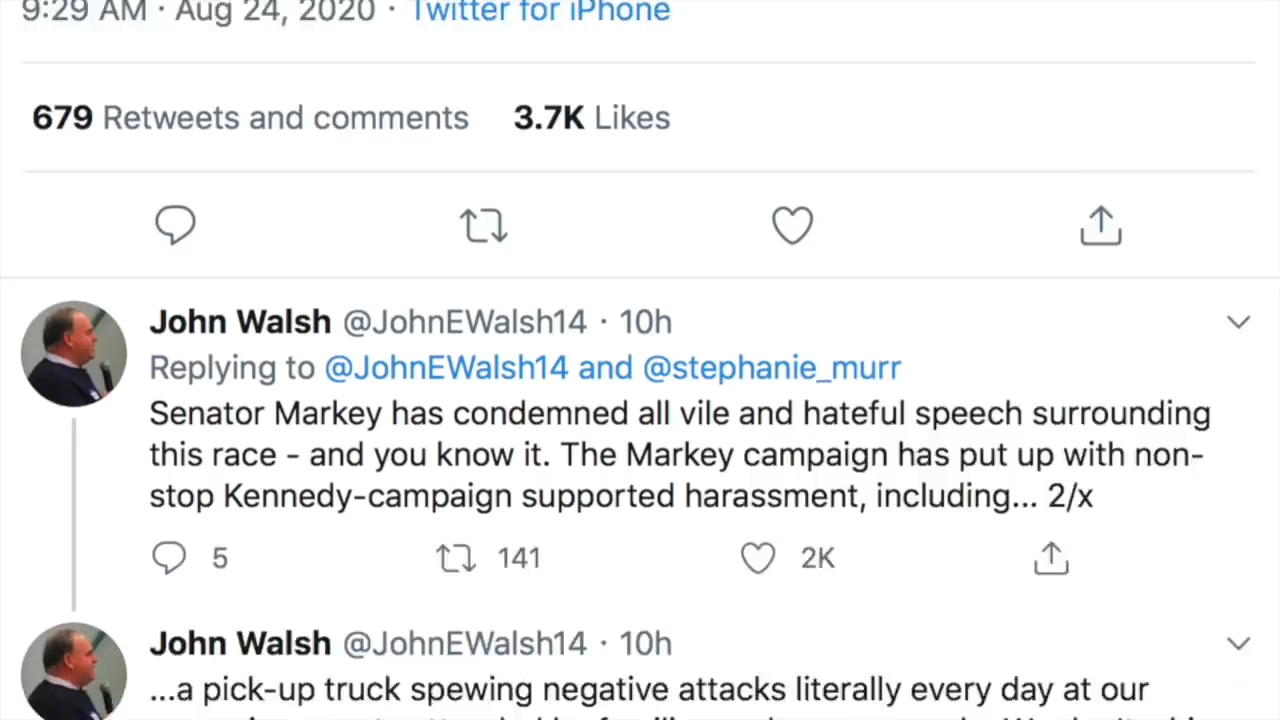 9:29 AM · Aug 24, 2020 · Twitter for iPhone
679 Retweets and comments 3.7K Likes
John Walsh @JohnEWalsh14 · 10h
Replying to @JohnEWalsh14 and @stephanie_murr
Senator Markey has condemned all vile and hateful speech surrounding
this race - and you know it. The Markey campaign has put up with non-
stop Kennedy-campaign supported harassment, including... 2/x
5 141 2K
John Walsh @JohnEWalsh14 · 10h
...a pick-up truck spewing negative attacks literally every day at our